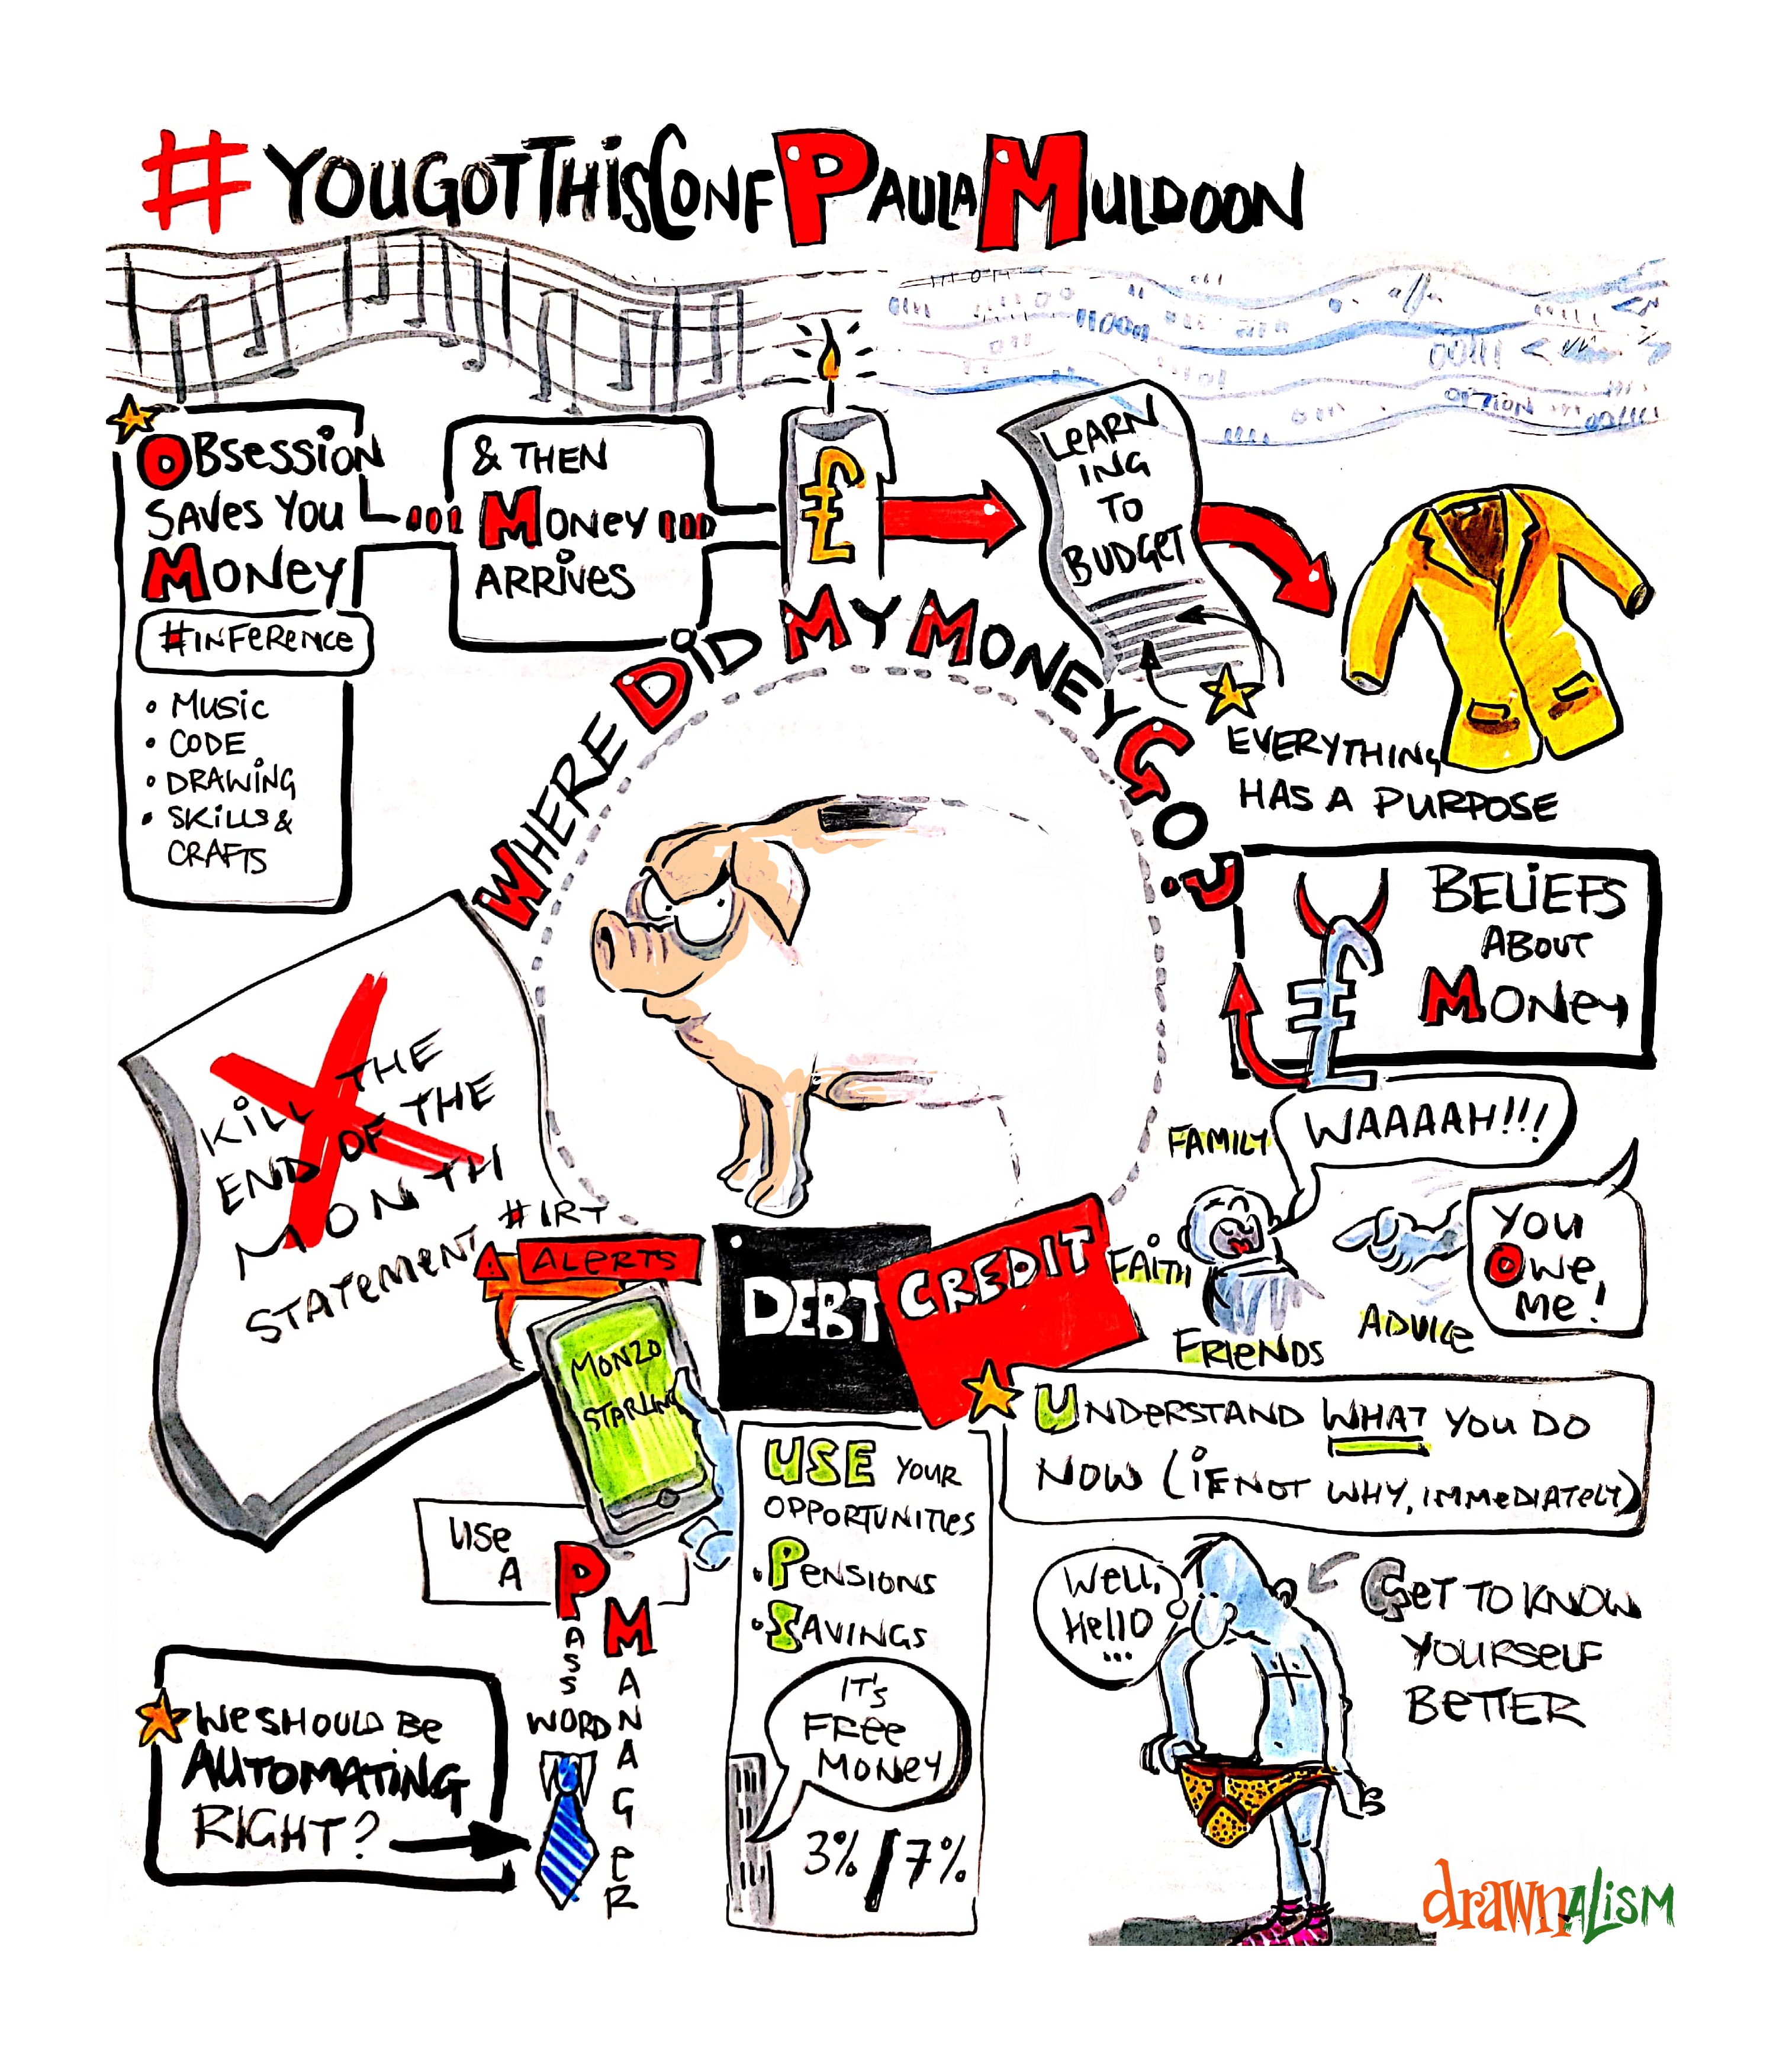 #YOUGOTTHISCONF PAULA MULDOON
OBSESSION
SAVES YOU
MONEY
#INFERENCE
• MUSIC
• CODE
• DRAWING
• SKILLS &
CRAFTS
& THEN
MONEY
ARRIVES
£
LEARN
ING
TO
BUDGET
EVERYTHING
HAS A PURPOSE
WHERE DID MY MONEY GO?
BELIEFS
ABOUT
MONEY
£
KILL THE
END OF THE
MONTH
STATEMENT
#IRT
ALERTS
MONZO
STARLING
DEBT
CREDIT
FAMILY
WAAAAH!!!
FAITH
FRIENDS
ADVICE
YOU
OWE
ME!
UNDERSTAND WHAT YOU DO
NOW (IF NOT WHY, IMMEDIATELY)
USE YOUR
OPPORTUNITIES
• PENSIONS
• SAVINGS
IT'S
FREE
MONEY
3% / 7%
USE
A
PASS
WORD
MANAGER
WE SHOULD BE
AUTOMATING
RIGHT?
WELL,
HELLO
...
GET TO KNOW
YOURSELF
BETTER
drawnalism